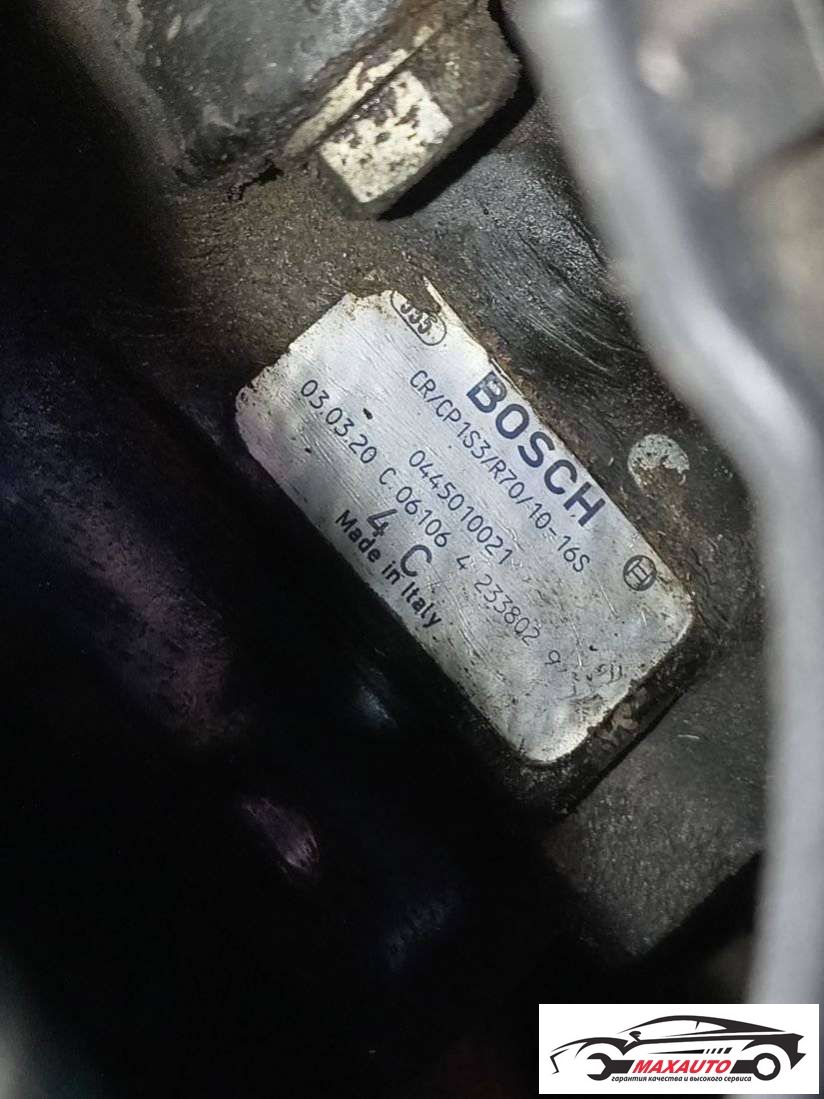 BOSCH
CR/CP1S3/R70/10-16S
0445010021
03.03.20 C 06106 4 233802
4 C
Made in Italy
MAXAUTO
гарантия качества и высокого сервиса